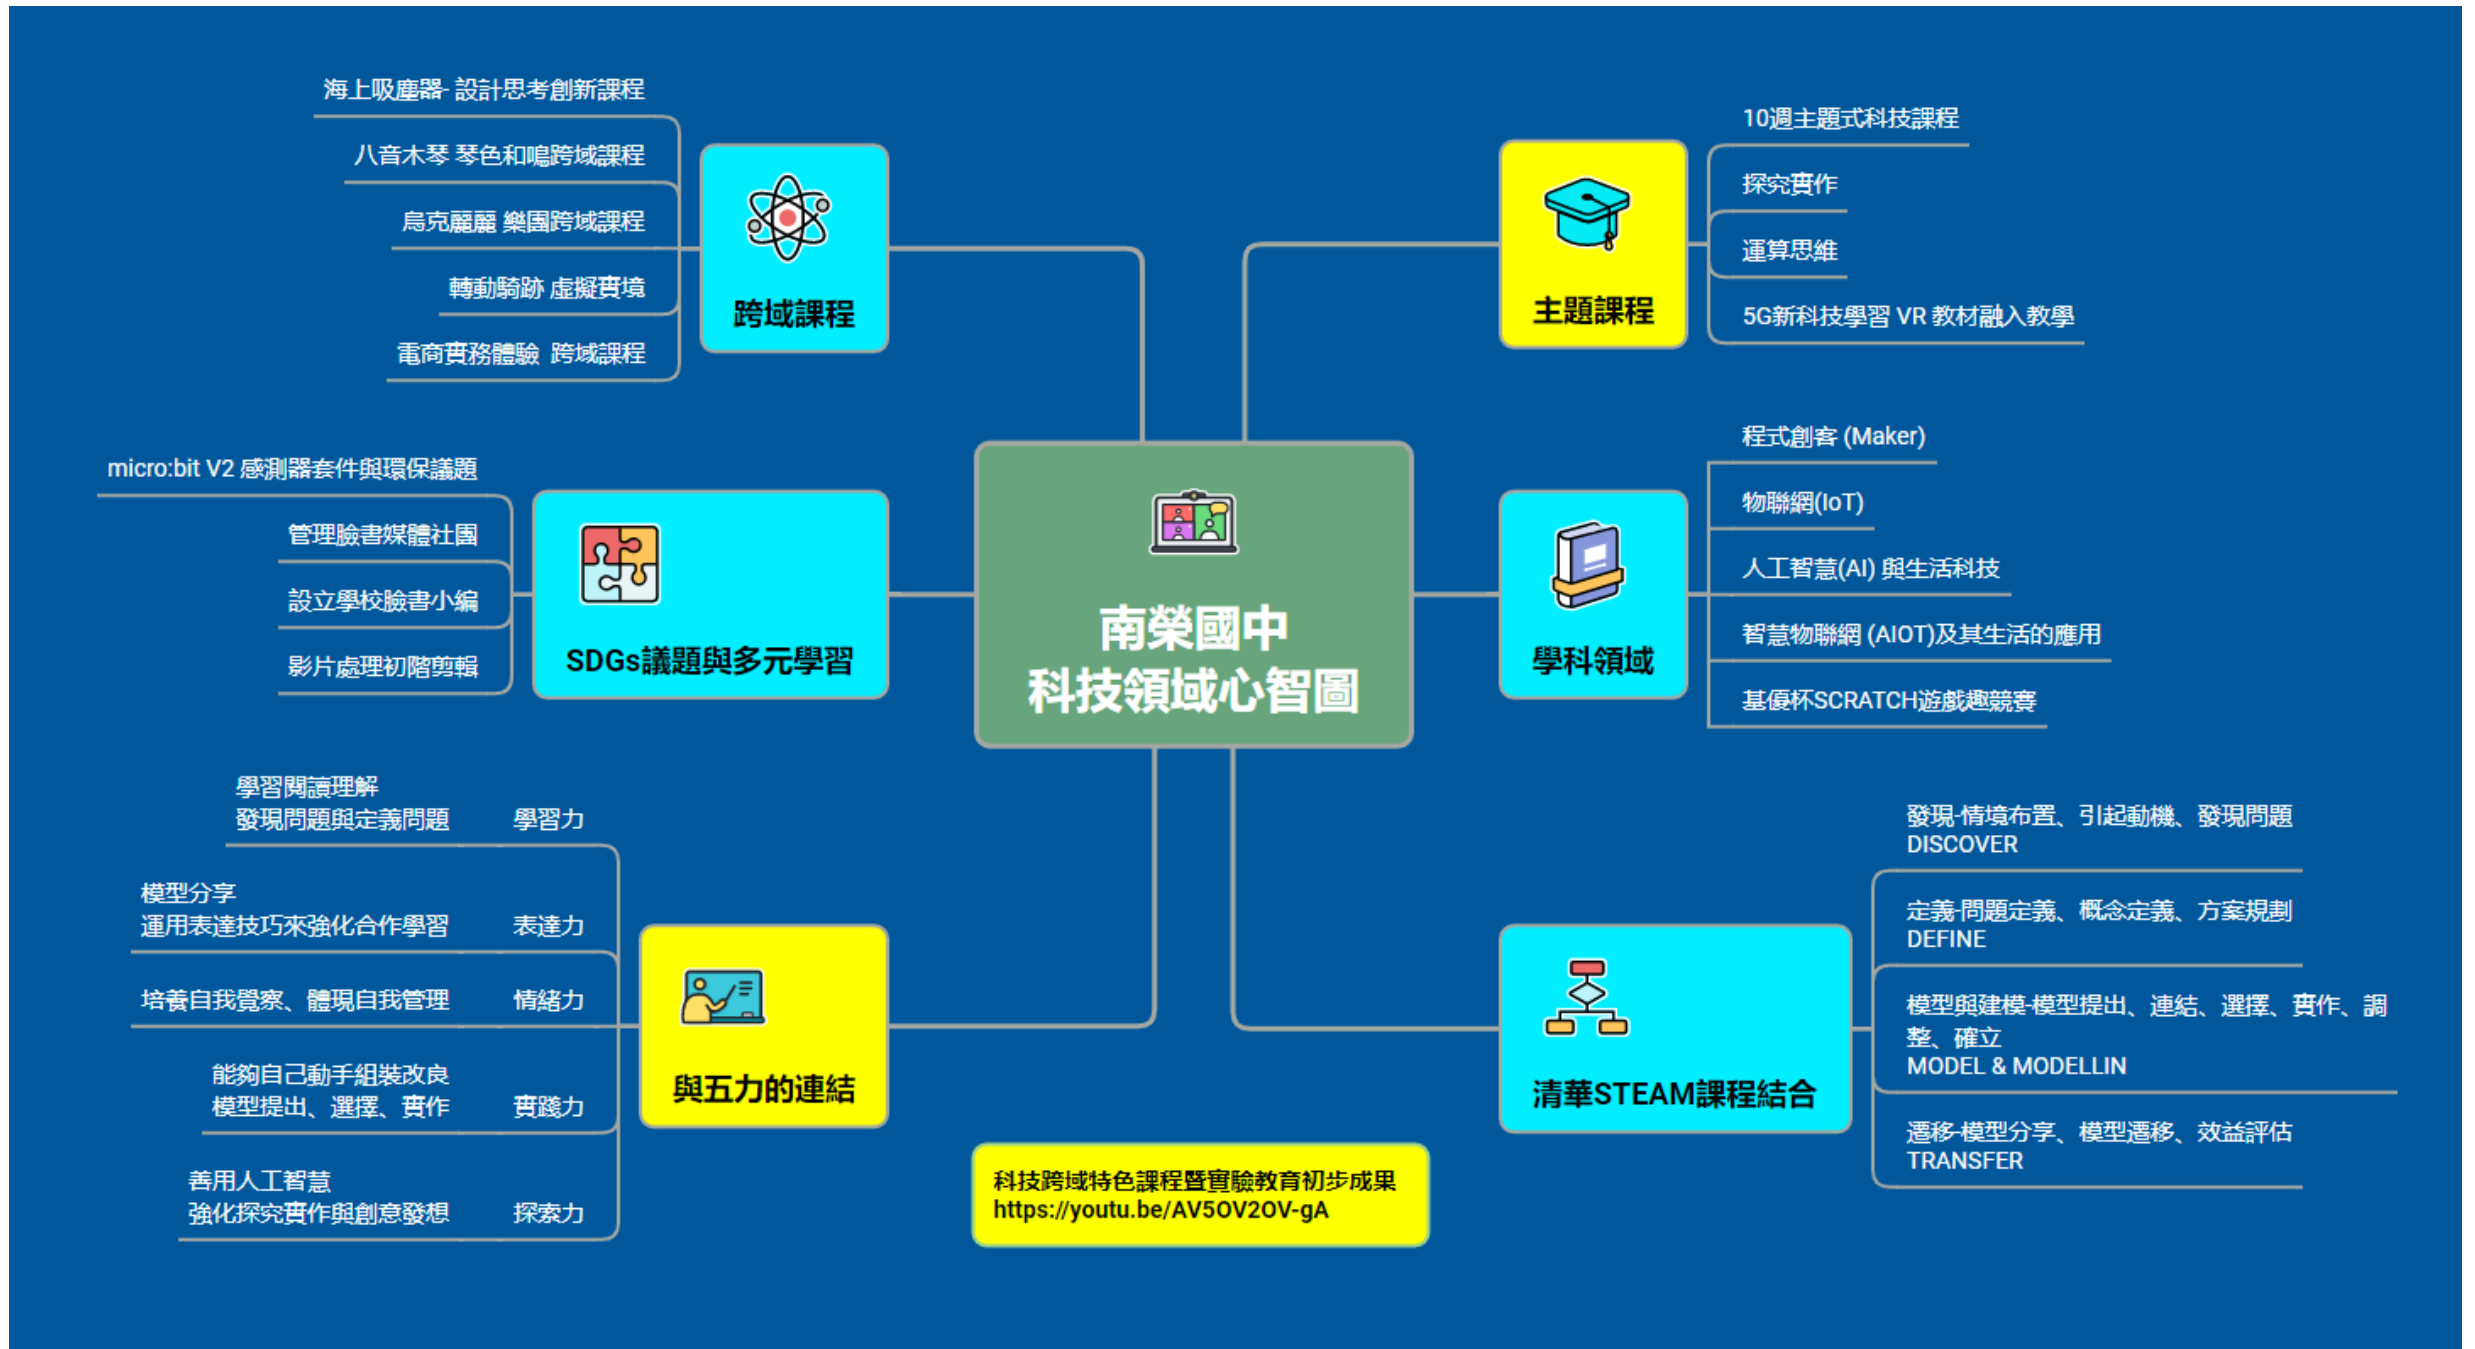 南榮國中
科技領域心智圖
跨域課程
海上吸塵器- 設計思考創新課程
八音木琴 琴色和鳴跨域課程
烏克麗麗 樂團跨域課程
轉動騎跡 虛擬實境
電商實務體驗 跨域課程
SDGs議題與多元學習
micro:bit V2 感測器套件與環保議題
管理臉書媒體社團
設立學校臉書小編
影片處理初階剪輯
與五力的連結
學習力
學習閱讀理解
發現問題與定義問題
表達力
模型分享
運用表達技巧來強化合作學習
情緒力
培養自我覺察、體現自我管理
實踐力
能夠自己動手組裝改良
模型提出、選擇、實作
探索力
善用人工智慧
強化探究實作與創意發想
主題課程
10週主題式科技課程
探究實作
運算思維
5G新科技學習 VR 教材融入教學
學科領域
程式創客 (Maker)
物聯網(IoT)
人工智慧(AI) 與生活科技
智慧物聯網 (AIOT)及其生活的應用
基優杯SCRATCH遊戲趣競賽
清華STEAM課程結合
發現-情境布置、引起動機、發現問題
DISCOVER
定義-問題定義、概念定義、方案規劃
DEFINE
模型與建模-模型提出、連結、選擇、實作、調
整、確立
MODEL & MODELLIN
遷移-模型分享、模型遷移、效益評估
TRANSFER
科技跨域特色課程暨實驗教育初步成果
https://youtu.be/AV5OV2OV-gA